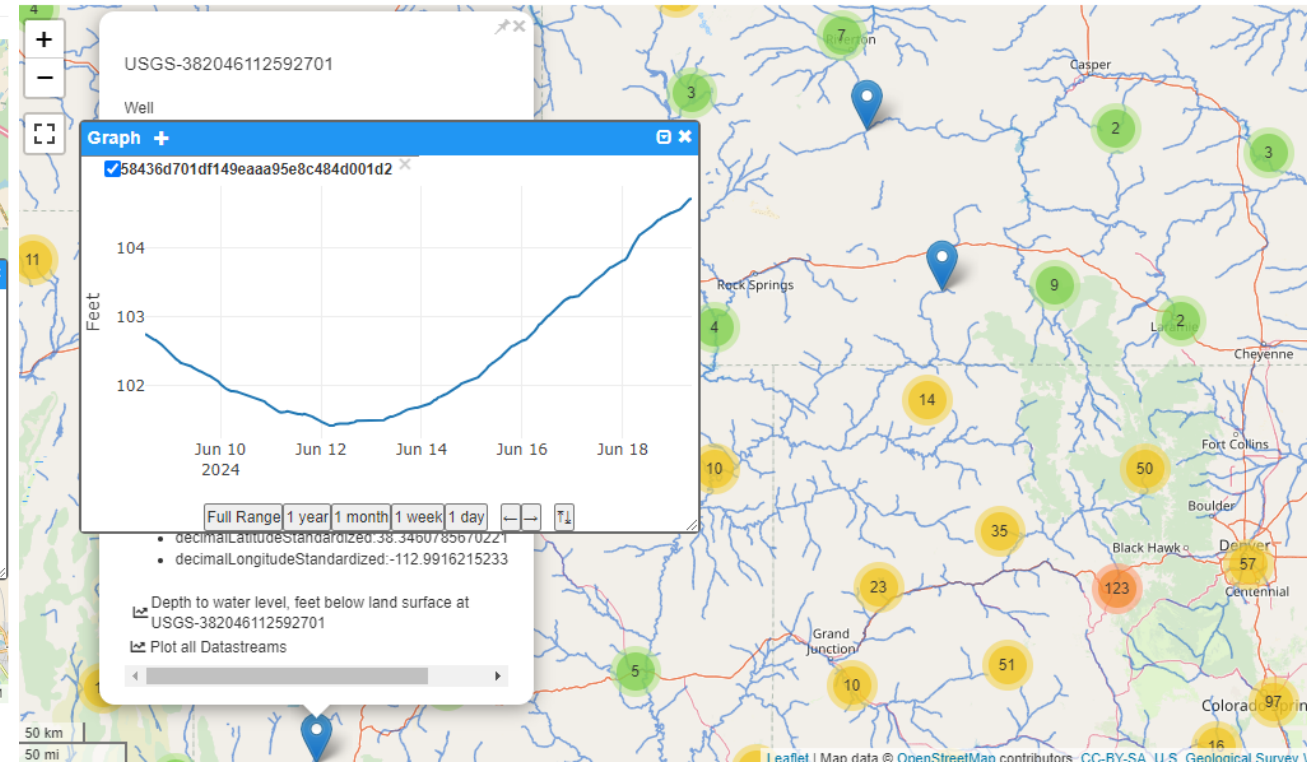 4
+
−
USGS-382046112592701
Well
Graph +
58436d701df149eaaa95e8c484d001d2
Feet
104
103
102
Jun 10
2024
Jun 12
Jun 14
Jun 16
Jun 18
Full Range 1 year 1 month 1 week 1 day ← →
decimalLatitudeStandardized:38.3460785670221
decimalLongitudeStandardized:-112.9916215233
Depth to water level, feet below land surface at
USGS-382046112592701
Plot all Datastreams
50 km
50 mi
11
7
Riverton
Casper
3
2
3
Rock Springs
9
4
2
Laramie
Cheyenne
14
Fort Collins
10
50
Boulder
35
Black Hawk
Denver
57
23
123
Centennial
Grand
Junction
5
51
10
97
16
Leaflet | Map data © OpenStreetMap contributors, CC-BY-SA, U.S. Geological Survey